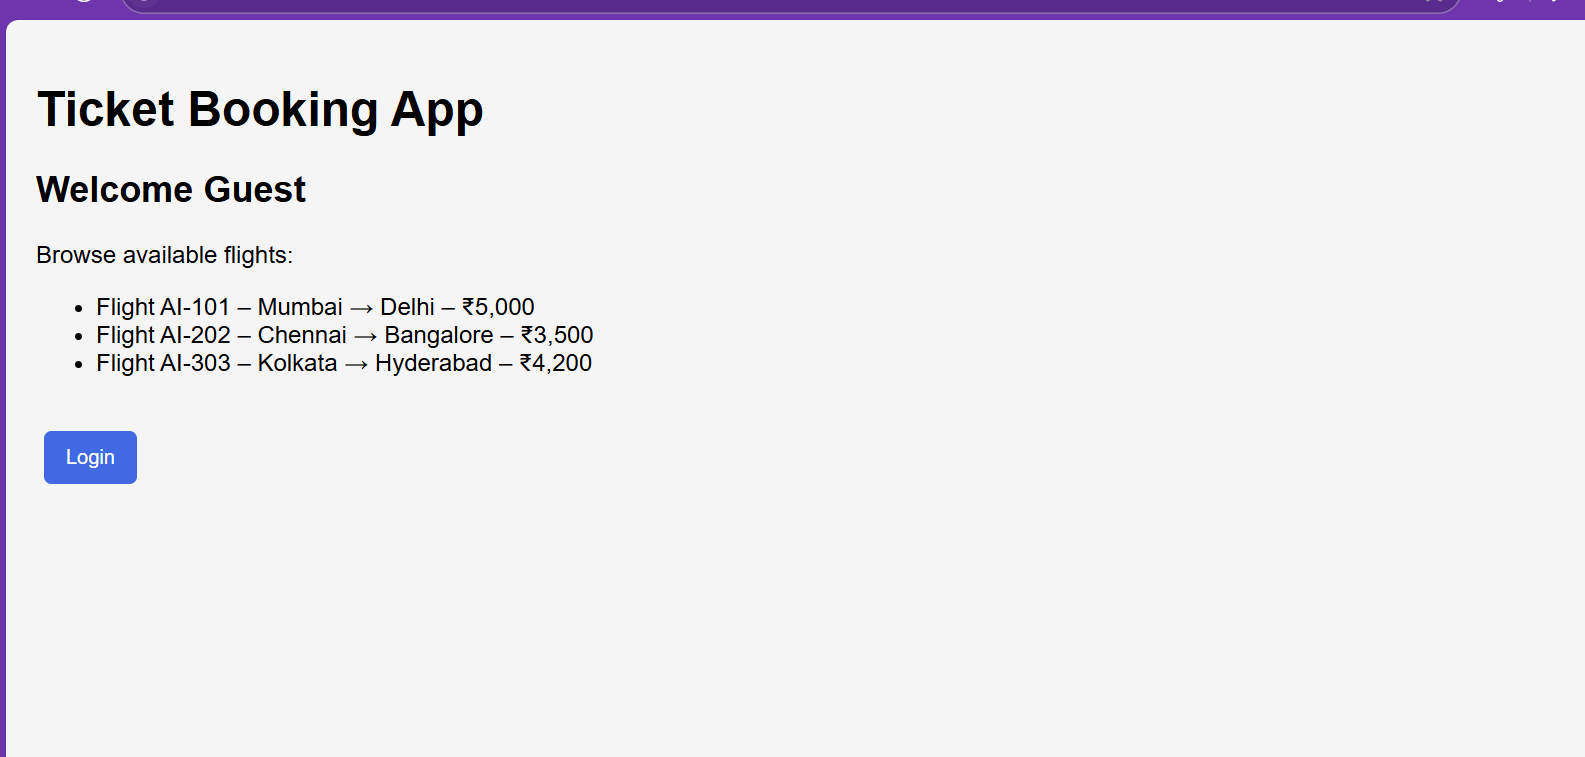 Ticket Booking App
Welcome Guest
Browse available flights:
• Flight AI-101 – Mumbai → Delhi – ₹5,000
• Flight AI-202 – Chennai → Bangalore – ₹3,500
• Flight AI-303 – Kolkata → Hyderabad – ₹4,200
Login